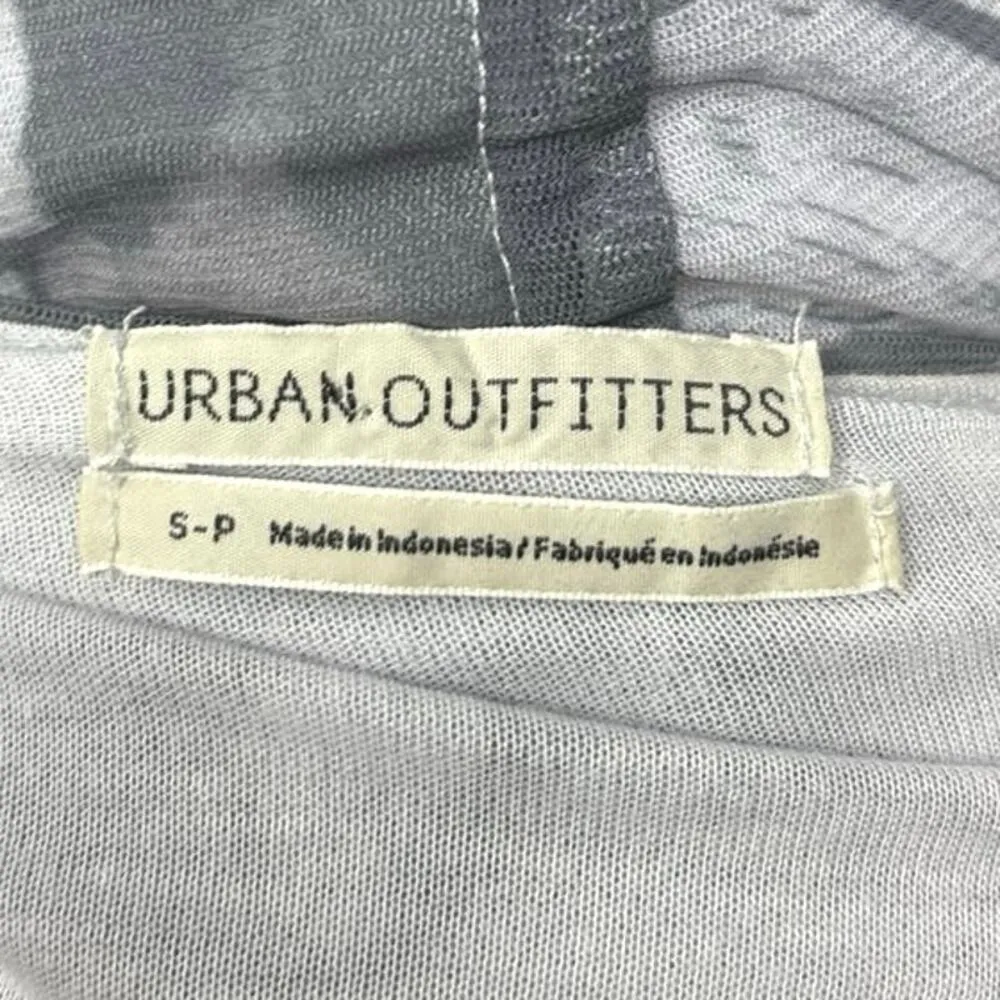 URBAN OUTFITTERS
S-P Made in Indonesia / Fabriqué en Indonésie